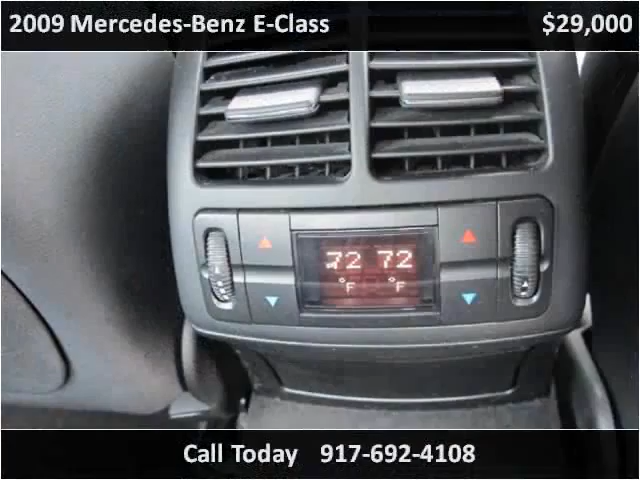 2009 Mercedes-Benz E-Class $29,000
72 72
°F °F
Call Today 917-692-4108